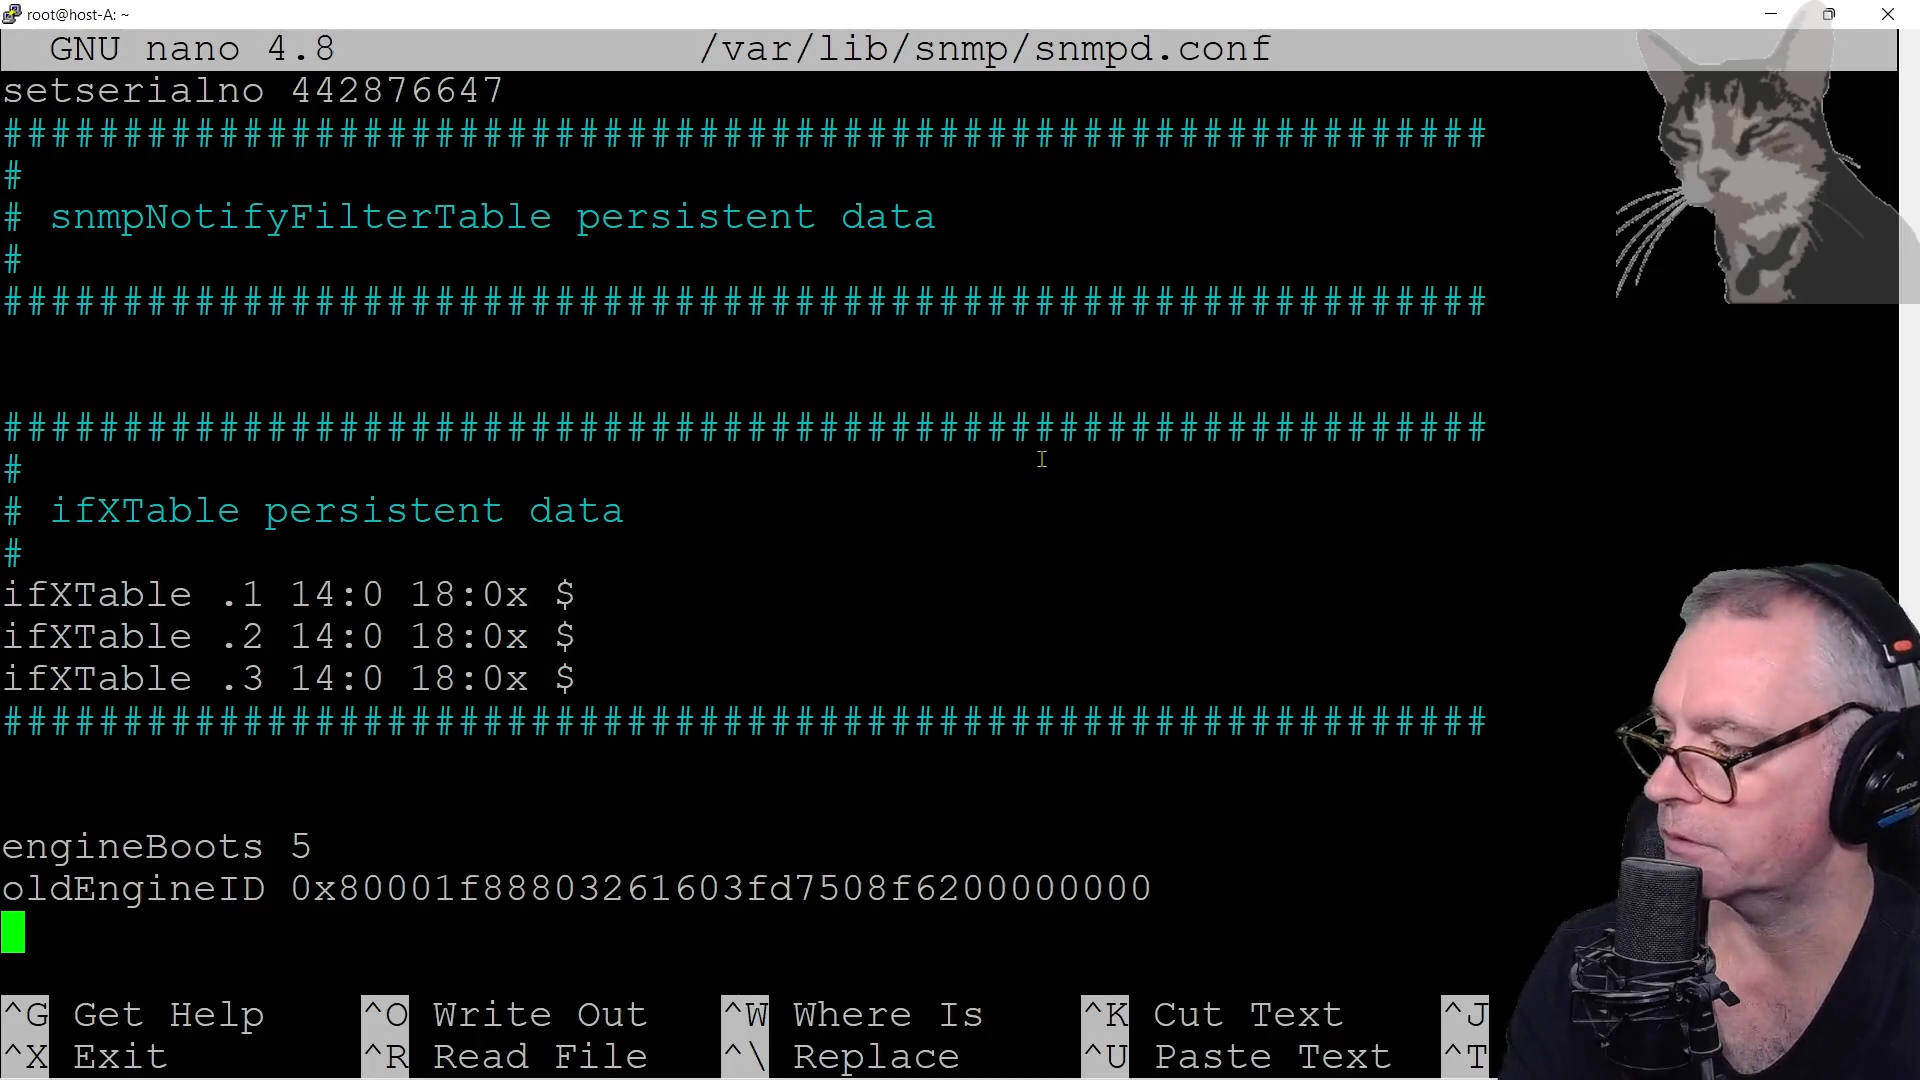 root@host-A: ~
GNU nano 4.8 /var/lib/snmp/snmpd.conf
setserialno 442876647
##############################################################
#
# snmpNotifyFilterTable persistent data
#
##############################################################
##############################################################
#
# ifXTable persistent data
#
ifXTable .1 14:0 18:0x $
ifXTable .2 14:0 18:0x $
ifXTable .3 14:0 18:0x $
##############################################################
engineBoots 5
oldEngineID 0x80001f88803261603fd7508f6200000000
^G Get Help ^O Write Out ^W Where Is ^K Cut Text ^J
^X Exit ^R Read File ^\ Replace ^U Paste Text ^T